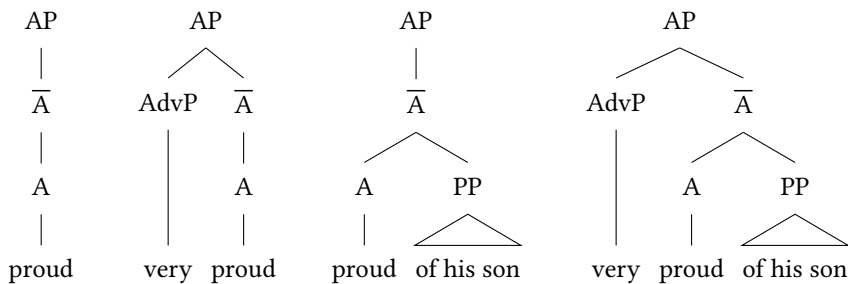 AP AP AP AP
A̅ AdvP A̅ A̅ AdvP A̅
A A A PP A PP
proud very proud proud of his son very proud of his son